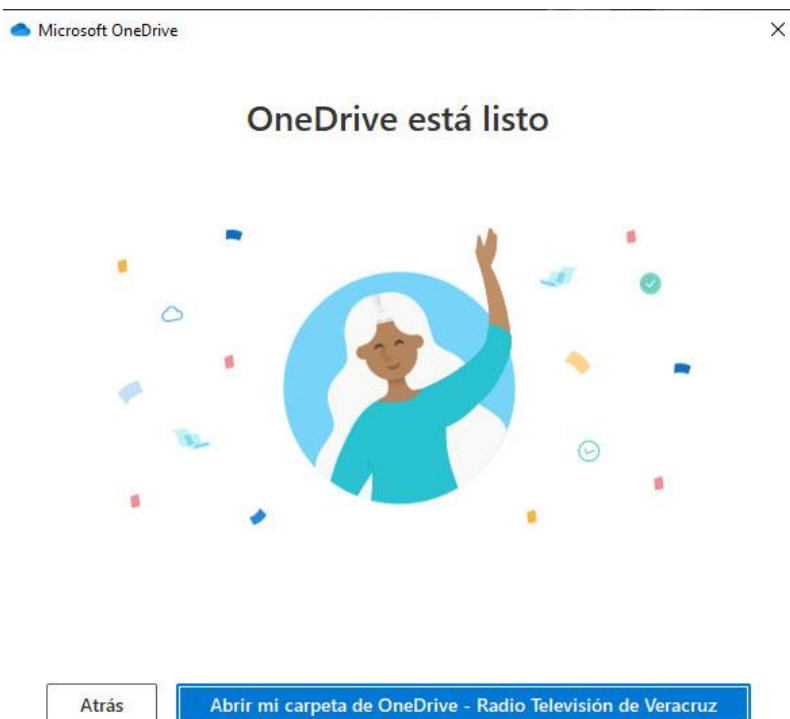 Microsoft OneDrive
OneDrive está listo
Atrás
Abrir mi carpeta de OneDrive - Radio Televisión de Veracruz